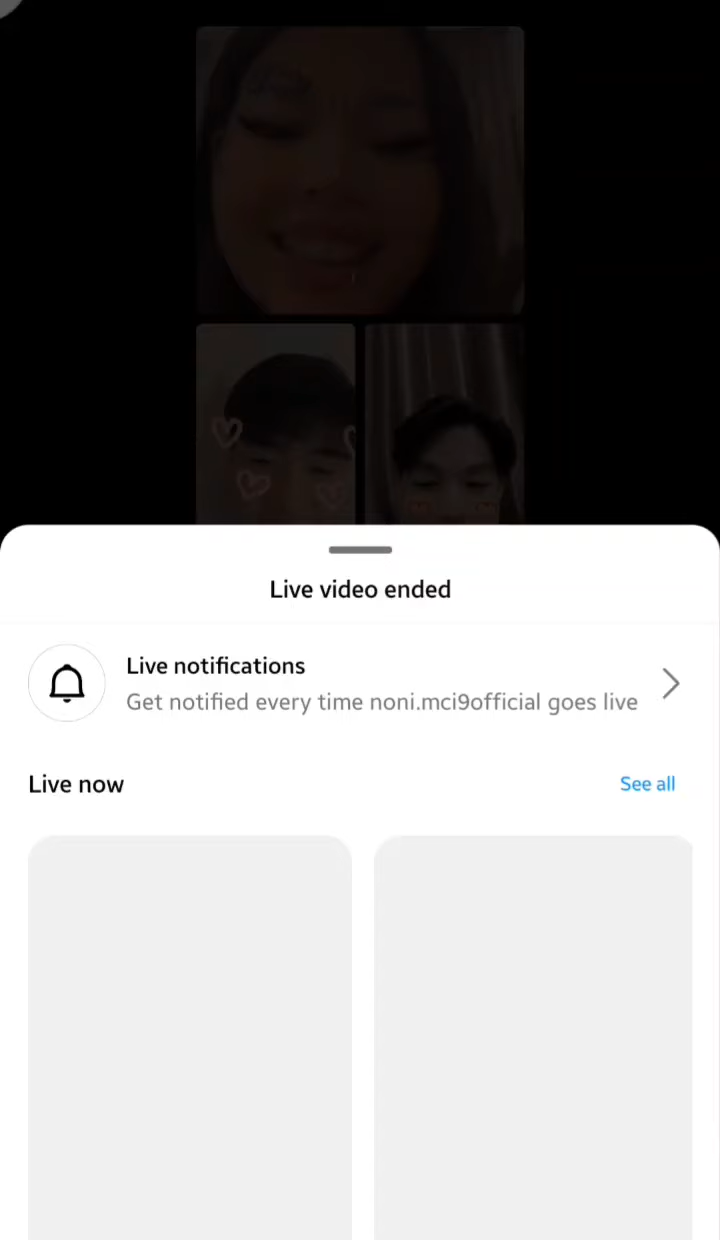 Live video ended
Live notifications
Get notified every time noni.mci9official goes live
Live now
See all